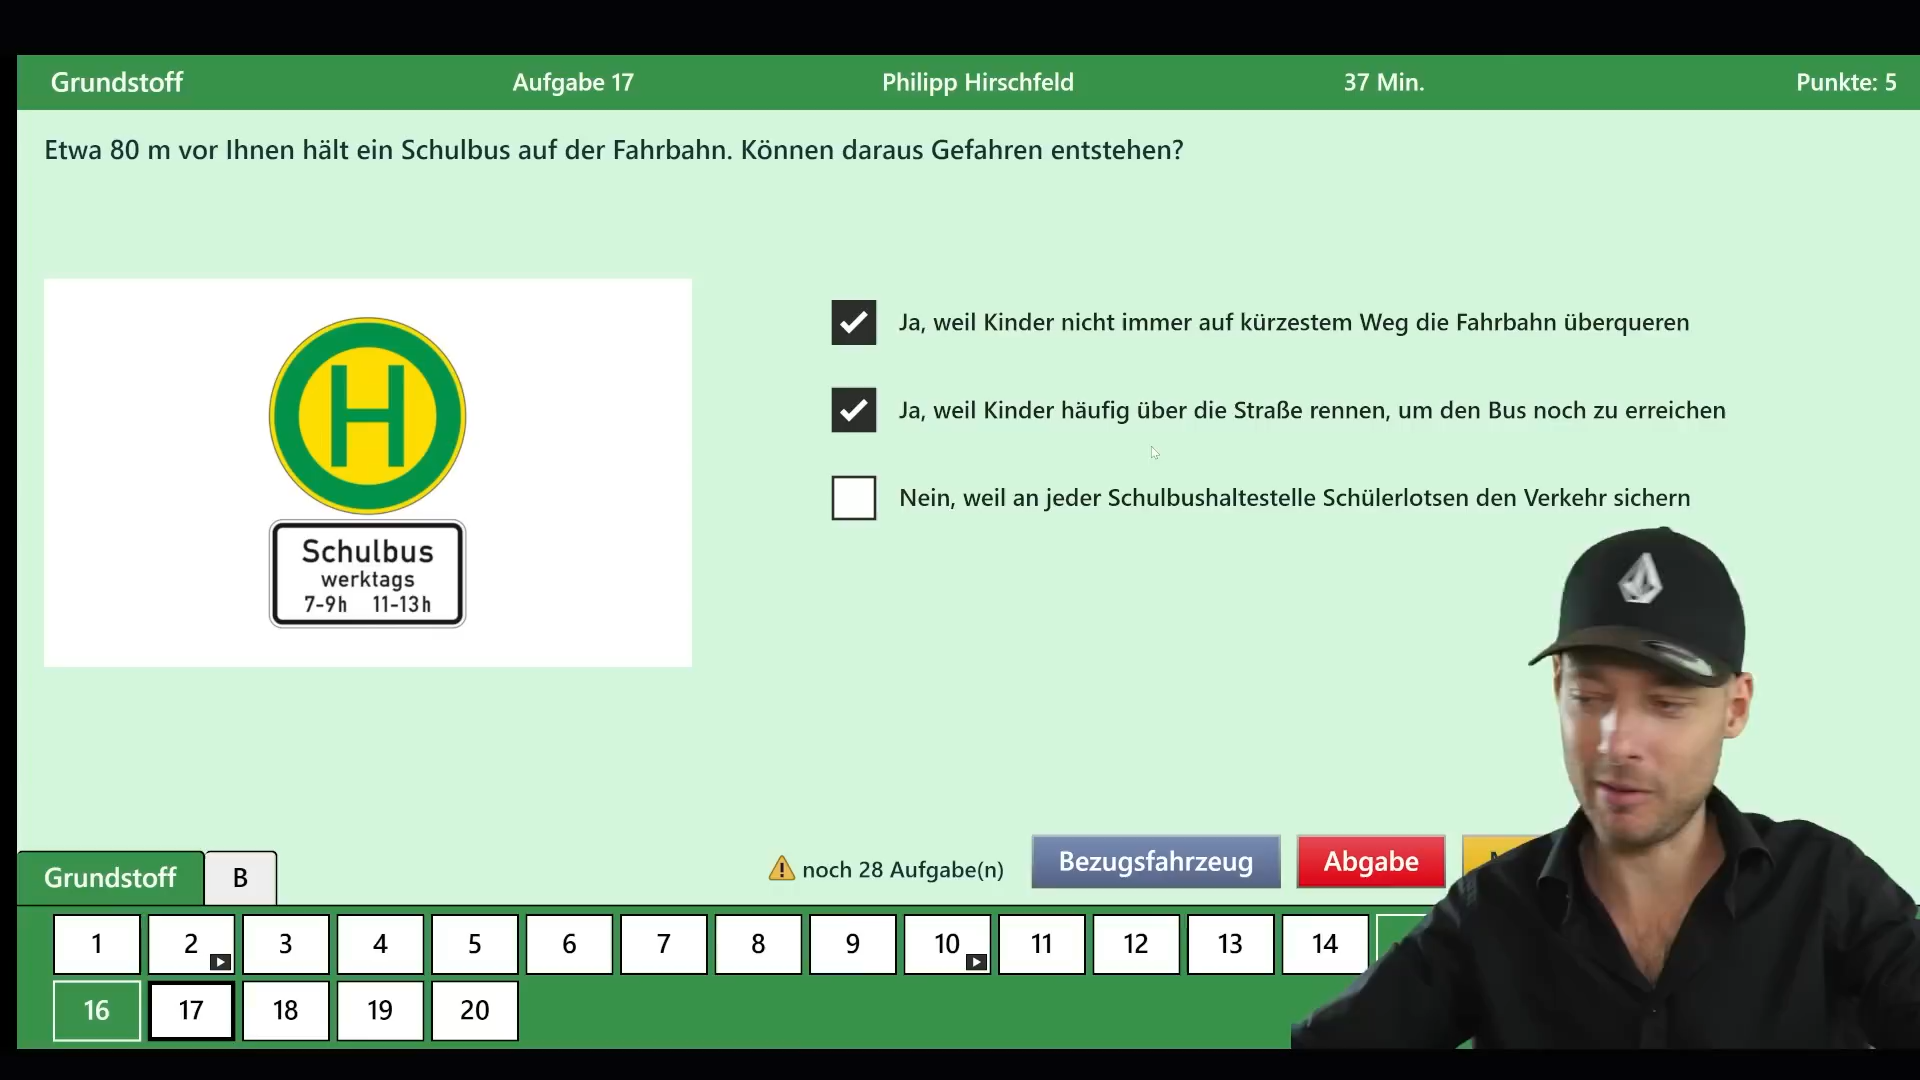 Grundstoff Aufgabe 17 Philipp Hirschfeld 37 Min. Punkte: 5
Etwa 80 m vor Ihnen hält ein Schulbus auf der Fahrbahn. Können daraus Gefahren entstehen?
H
Schulbus
werktags
7-9h 11-13h
Ja, weil Kinder nicht immer auf kürzestem Weg die Fahrbahn überqueren
Ja, weil Kinder häufig über die Straße rennen, um den Bus noch zu erreichen
Nein, weil an jeder Schulbushaltestelle Schülerlotsen den Verkehr sichern
Grundstoff B
noch 28 Aufgabe(n) Bezugsfahrzeug Abgabe
1 2 3 4 5 6 7 8 9 10 11 12 13 14
16 17 18 19 20